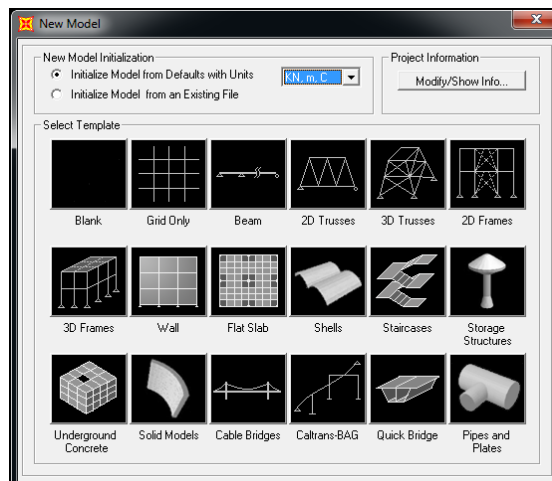 New Model
New Model Initialization
Project Information
Initialize Model from Defaults with Units
KN, m, C
Modify/Show Info...
Initialize Model from an Existing File
Select Template
Blank
Grid Only
Beam
2D Trusses
3D Trusses
2D Frames
3D Frames
Wall
Flat Slab
Shells
Staircases
Storage
Structures
Underground
Concrete
Solid Models
Cable Bridges
Caltrans-BAG
Quick Bridge
Pipes and
Plates